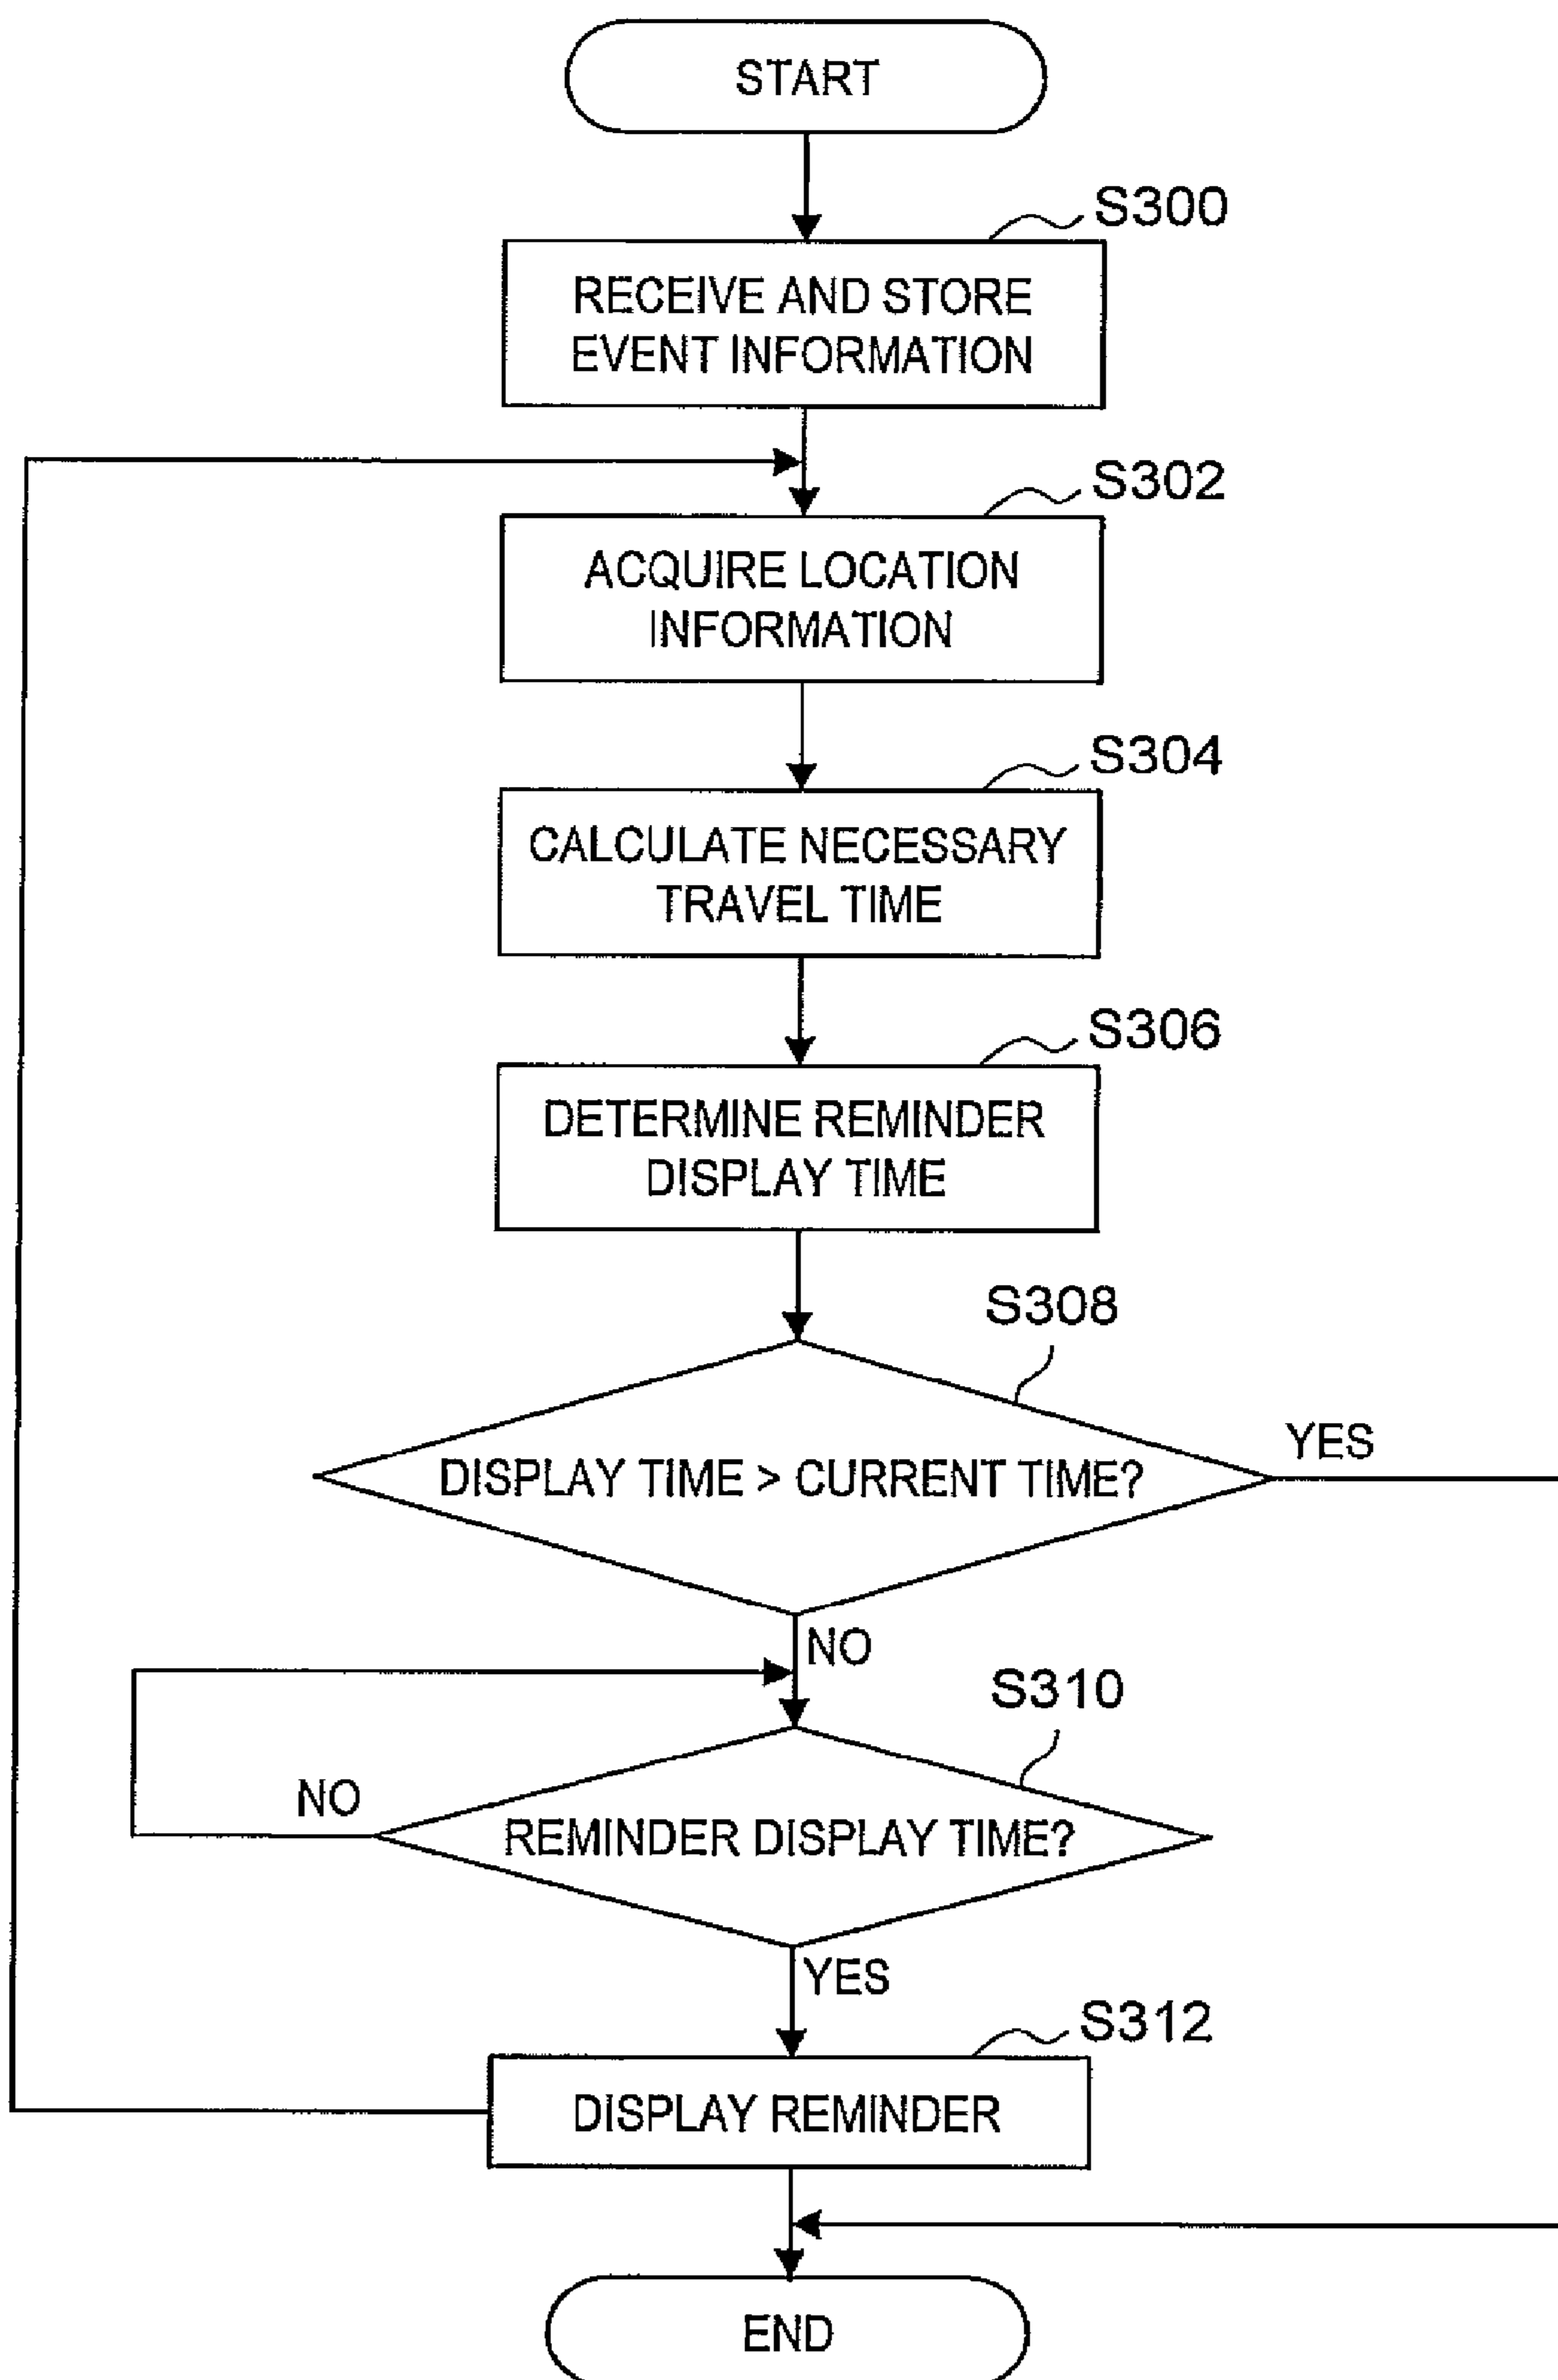 START
S300
RECEIVE AND STORE
EVENT INFORMATION
S302
ACQUIRE LOCATION
INFORMATION
S304
CALCULATE NECESSARY
TRAVEL TIME
S306
DETERMINE REMINDER
DISPLAY TIME
S308
DISPLAY TIME > CURRENT TIME?
YES
NO
S310
NO
REMINDER DISPLAY TIME?
YES
S312
DISPLAY REMINDER
END